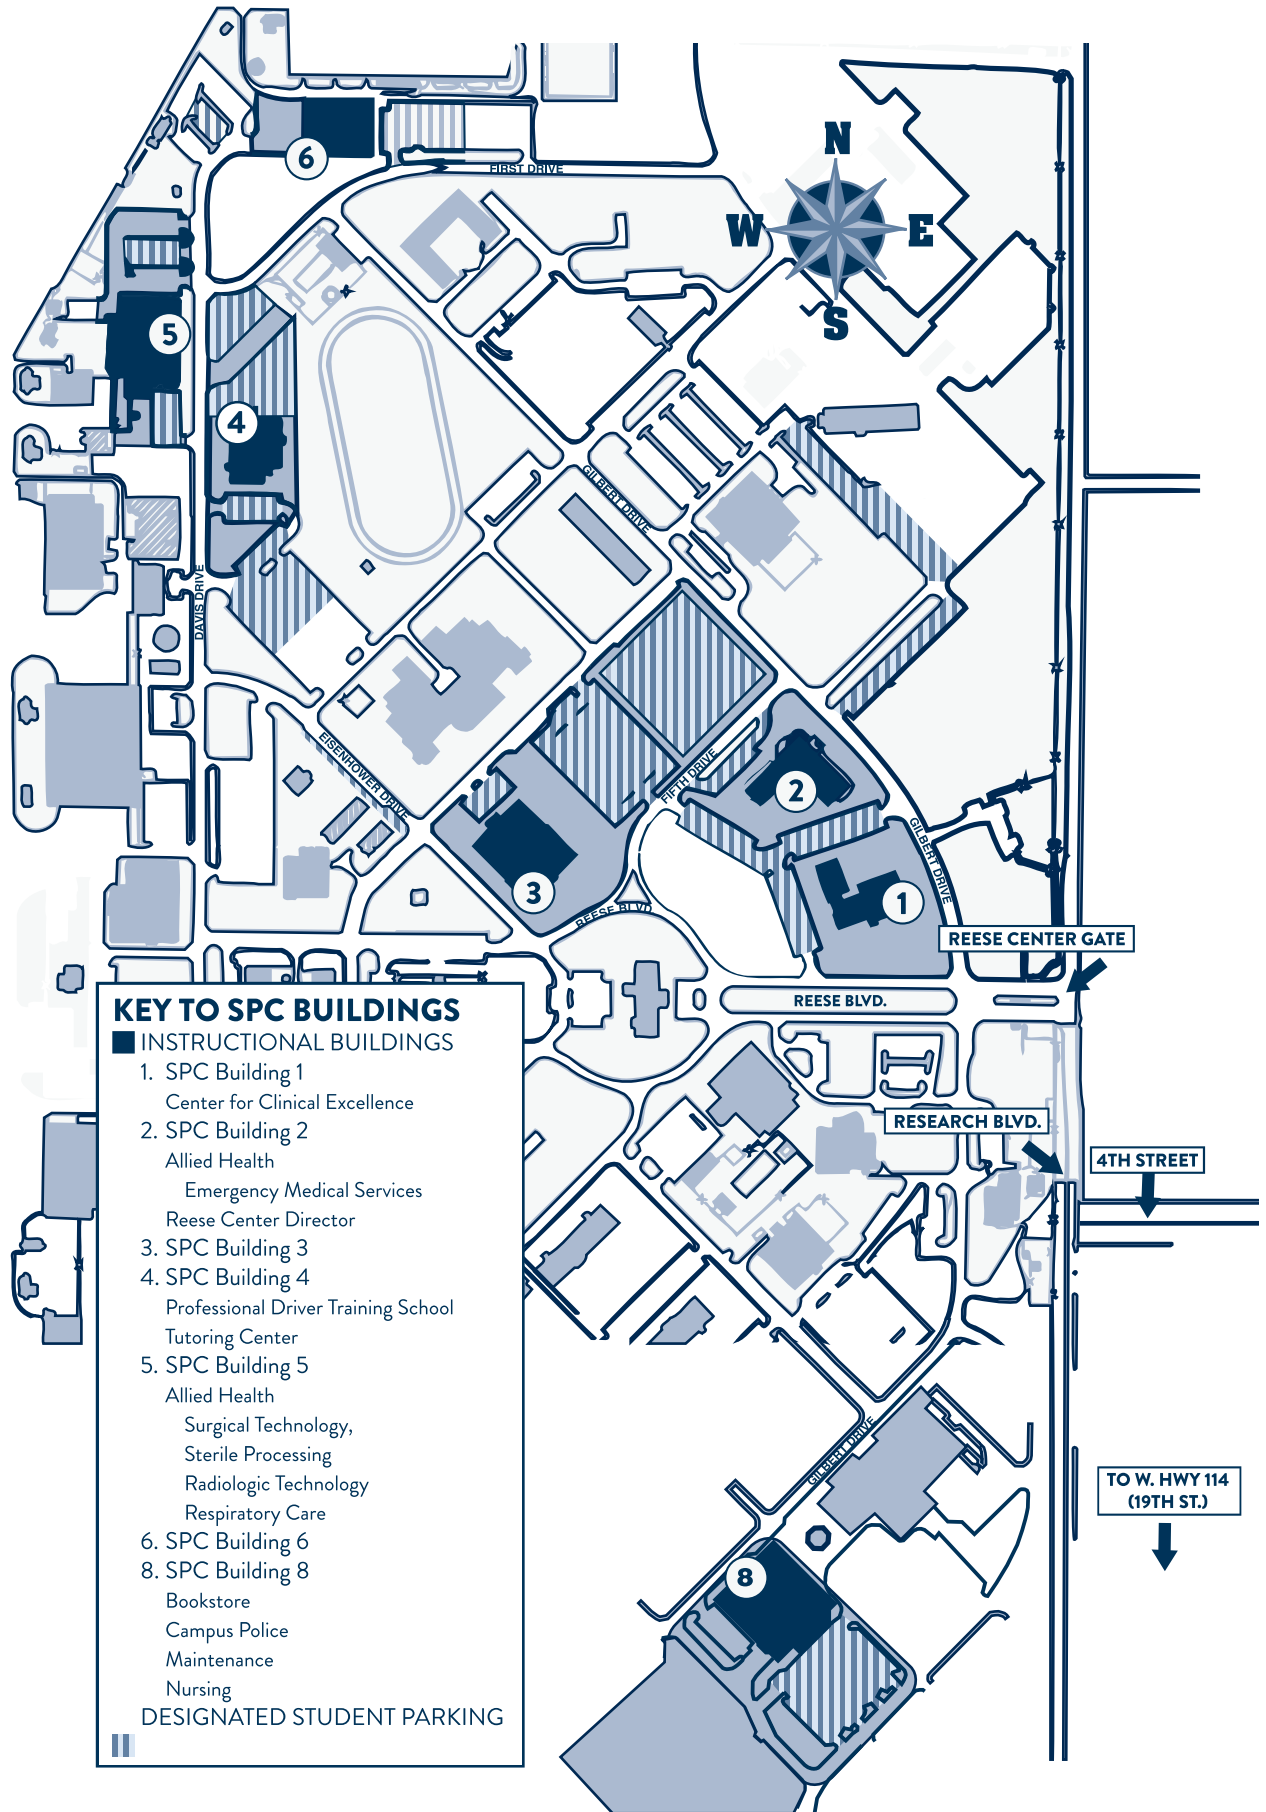 6
FIRST DRIVE
N
W
E
S
5
4
GILBERT DRIVE
DAVIS DRIVE
EISENHOWER DRIVE
FIFTH DRIVE
2
GILBERT DRIVE
3
1
REESE BLVD.
REESE CENTER GATE
REESE BLVD.
RESEARCH BLVD.
4TH STREET
KEY TO SPC BUILDINGS
INSTRUCTIONAL BUILDINGS
1. SPC Building 1
Center for Clinical Excellence
2. SPC Building 2
Allied Health
Emergency Medical Services
Reese Center Director
3. SPC Building 3
4. SPC Building 4
Professional Driver Training School
Tutoring Center
5. SPC Building 5
Allied Health
Surgical Technology,
Sterile Processing
Radiologic Technology
Respiratory Care
6. SPC Building 6
8. SPC Building 8
Bookstore
Campus Police
Maintenance
Nursing
DESIGNATED STUDENT PARKING
GILBERT DRIVE
TO W. HWY 114
(19TH ST.)
8